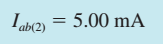 I_{ab(2)} = 5.00 mA